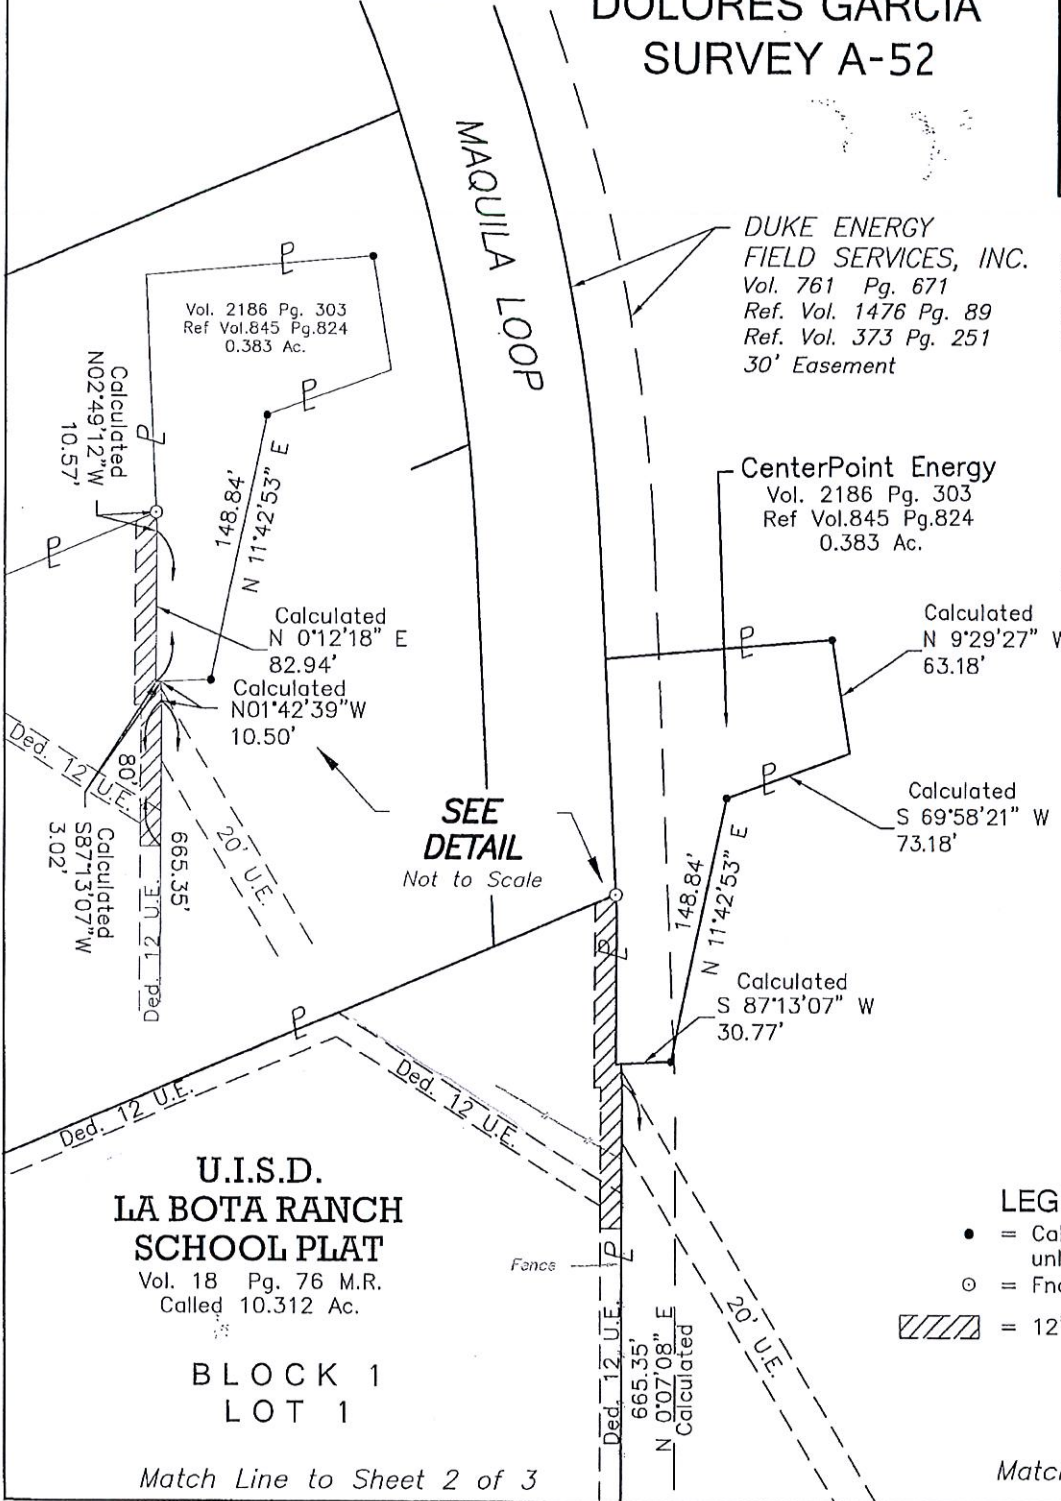 DOLORES GARCIA
SURVEY A-52
MAQUILA LOOP
DUKE ENERGY
FIELD SERVICES, INC.
Vol. 761 Pg. 671
Ref. Vol. 1476 Pg. 89
Ref. Vol. 373 Pg. 251
30' Easement
Vol. 2186 Pg. 303
Ref Vol.845 Pg.824
0.383 Ac.
Calculated
N02°49'12"W
10.57'
148.84'
N 11°42'53" E
Calculated
N 0°12'18" E
82.94'
Calculated
N01°42'39"W
10.50'
Ded. 12 U.E.
80'
Calculated
S87°13'07"W
3.02'
665.35'
20' U.E.
Ded. 12 U.E.
CenterPoint Energy
Vol. 2186 Pg. 303
Ref Vol.845 Pg.824
0.383 Ac.
Calculated
N 9°29'27" W
63.18'
Calculated
S 69°58'21" W
73.18'
SEE
DETAIL
Not to Scale
148.84'
N 11°42'53" E
Calculated
S 87°13'07" W
30.77'
Ded. 12 U.E.
Ded. 12 U.E.
U.I.S.D.
LA BOTA RANCH
SCHOOL PLAT
Vol. 18 Pg. 76 M.R.
Called 10.312 Ac.
BLOCK 1
LOT 1
Fence
Ded. 12 U.E.
665.35'
N 0°07'08" E
Calculated
20' U.E.
LEG
• = Cal
unl
⊙ = Fnd
= 12'
Match Line to Sheet 2 of 3
Matc